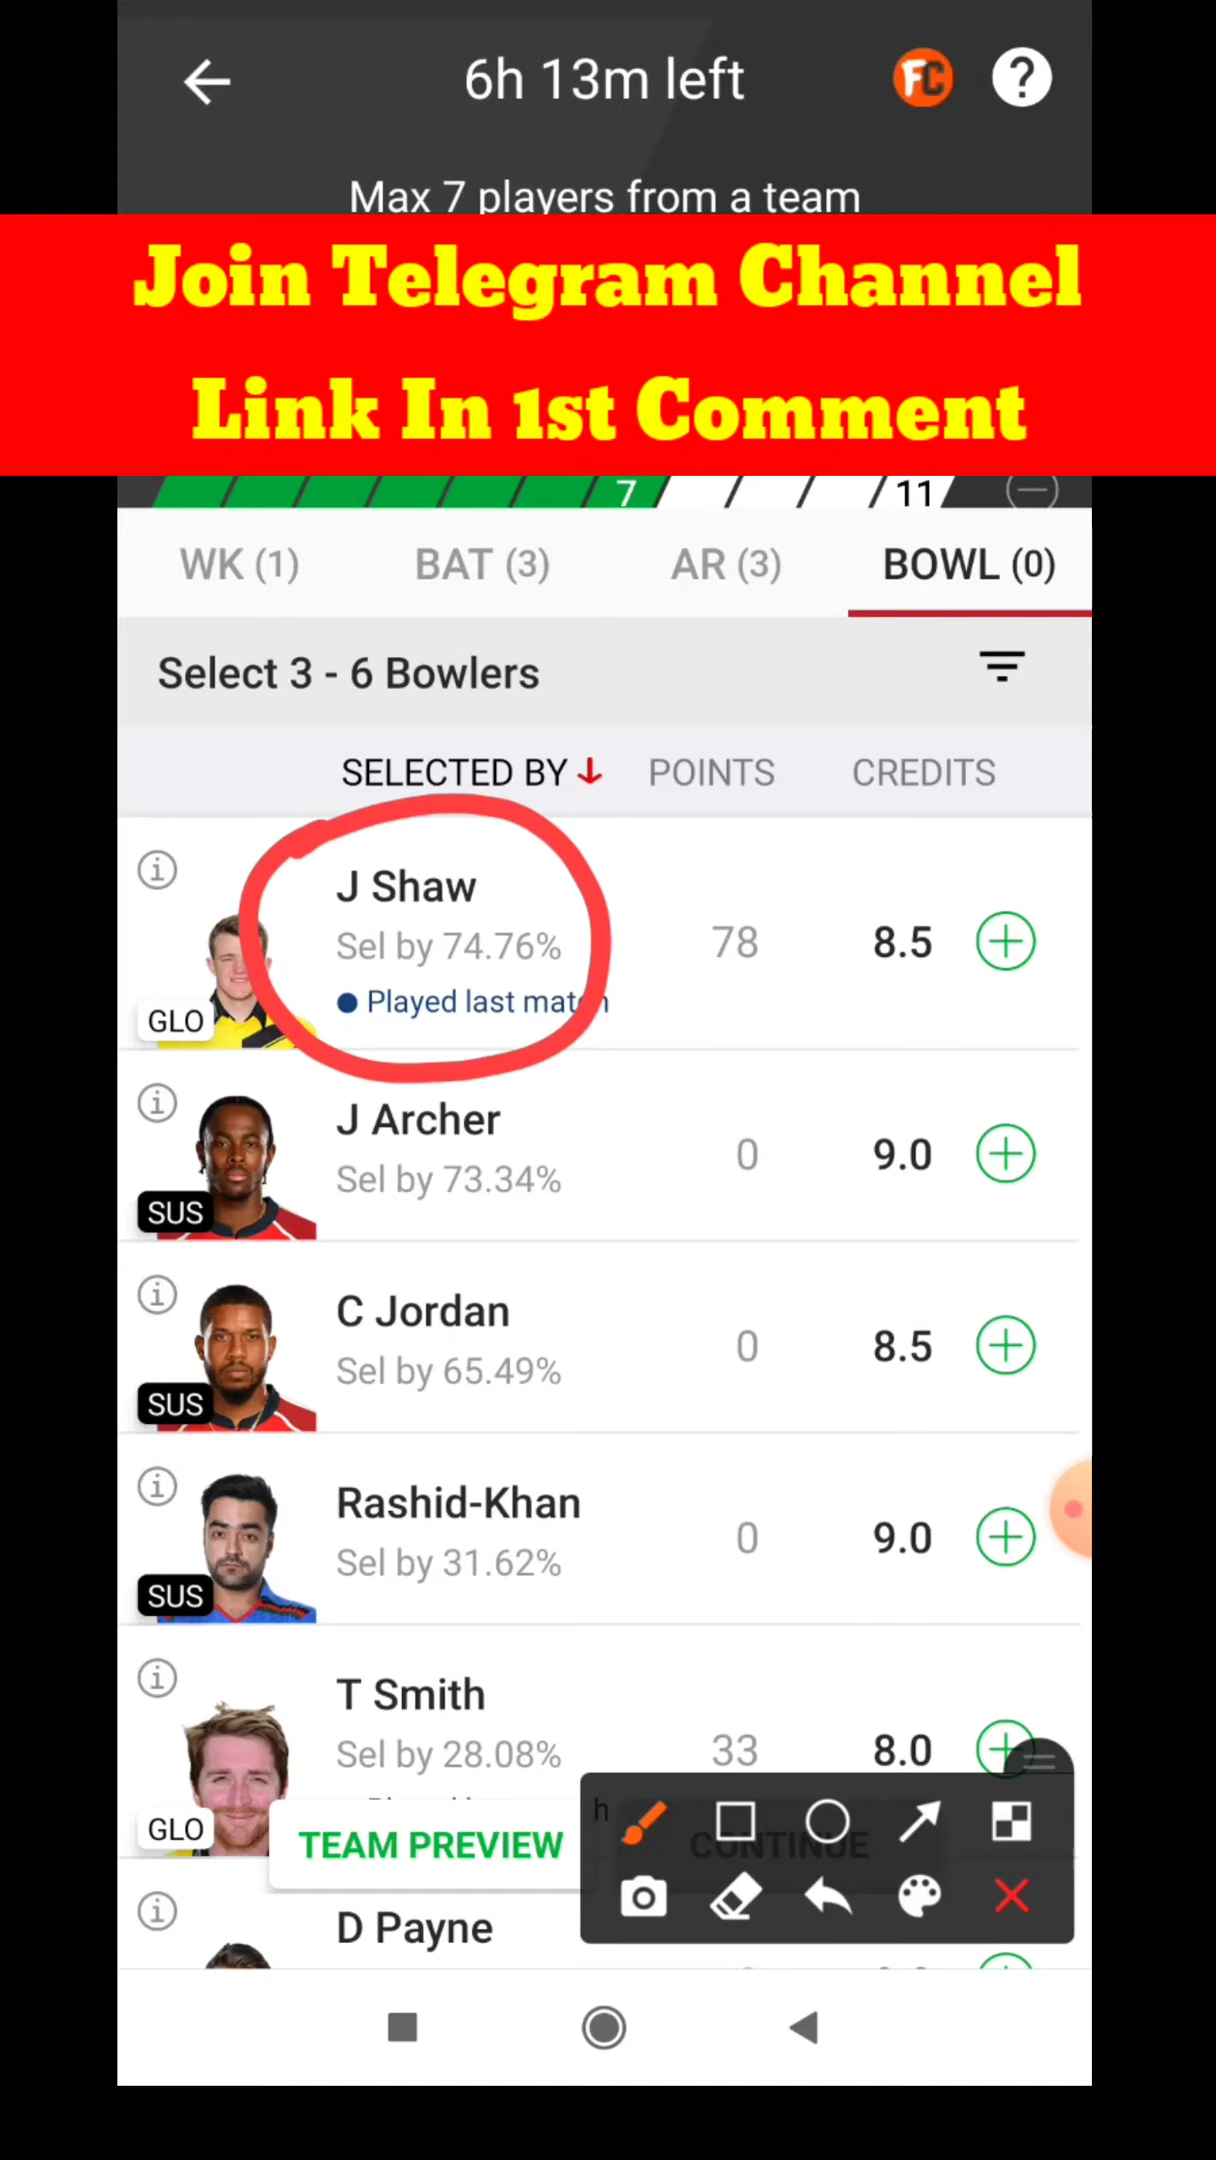 6h 13m left
FC
?
Max 7 players from a team
Join Telegram Channel
Link In 1st Comment
7
11
WK (1)
BAT (3)
AR (3)
BOWL (0)
Select 3 - 6 Bowlers
SELECTED BY
POINTS
CREDITS
J Shaw
Sel by 74.76%
78
8.5
Played last match
GLO
J Archer
Sel by 73.34%
0
9.0
SUS
C Jordan
Sel by 65.49%
0
8.5
SUS
Rashid-Khan
Sel by 31.62%
0
9.0
SUS
T Smith
Sel by 28.08%
33
8.0
GLO
TEAM PREVIEW
CONTINUE
D Payne